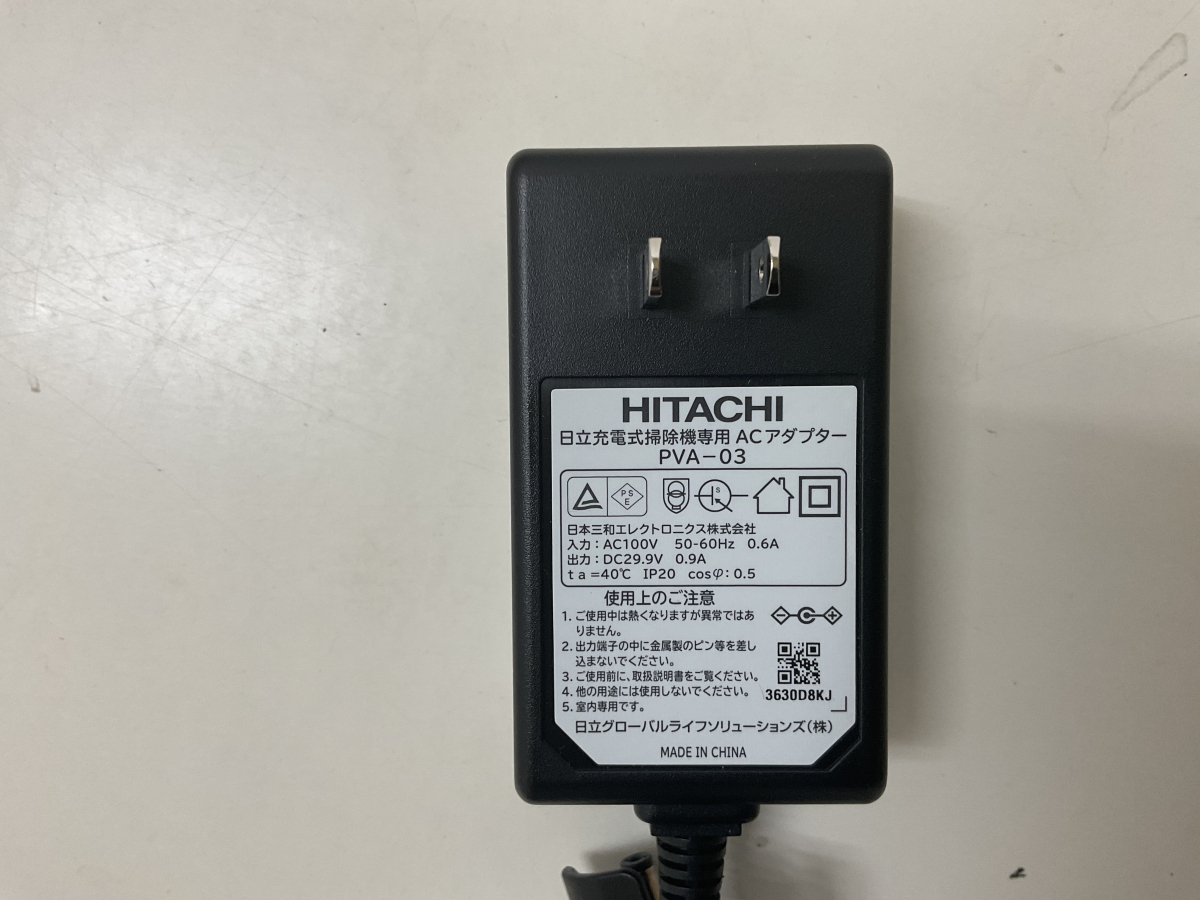 HITACHI
日立充電式掃除機専用 ACアダプター
PVA-03
PS
E
S
日本三和エレクトロニクス株式会社
入力：AC100V 50-60Hz 0.6A
出力：DC29.9V 0.9A
ta=40℃ IP20 cosφ：0.5
使用上のご注意
1. ご使用中は熱くなりますが異常ではあ
りません。
2. 出力端子の中に金属製のピン等を差し
込まないでください。
3. ご使用前に、取扱説明書をご覧ください。
4. 他の用途には使用しないでください。
5. 室内専用です。
3630D8KJ
日立グローバルライフソリューションズ（株）
MADE IN CHINA